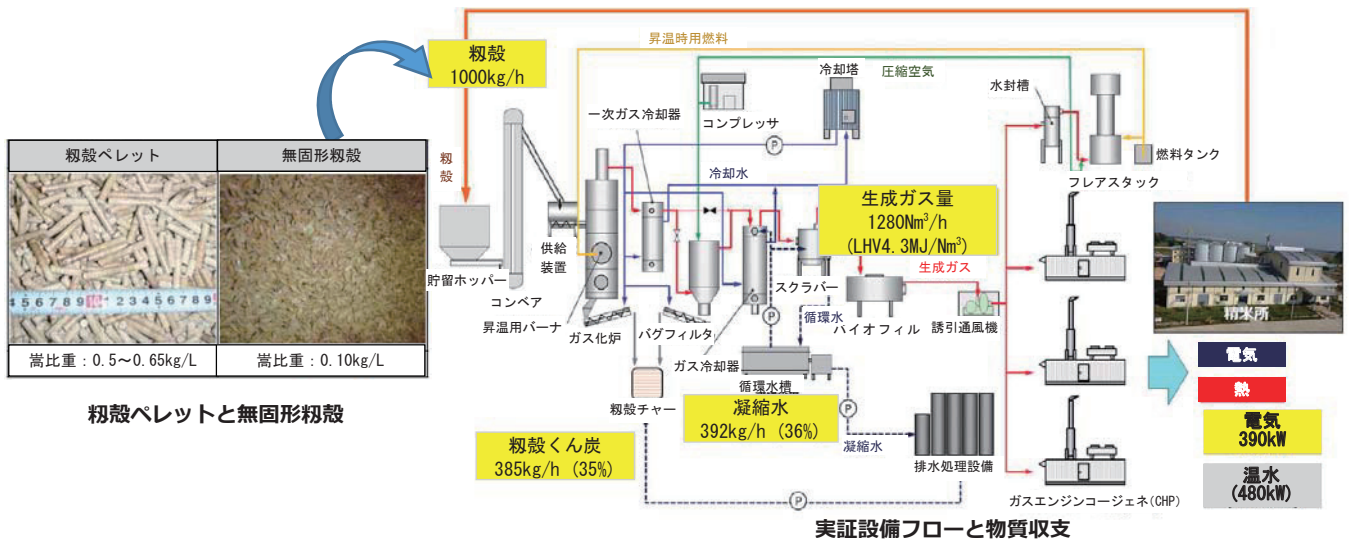 籾殻
1000kg/h
昇温時用燃料
圧縮空気
冷却塔
水封槽
コンプレッサ
一次ガス冷却器
燃料タンク
フレアスタック
籾殻ペレット
無固形籾殻
籾殻
冷却水
生成ガス量
1280Nm³/h
(LHV4.3MJ/Nm³)
生成ガス
供給
装置
貯留ホッパー
コンベア
スクラバー
バイオフィル
誘引通風機
精米所
昇温用バーナ
ガス化炉
バグフィルタ
循環水
ガス冷却器
循環水槽
嵩比重：0.5～0.65kg/L
嵩比重：0.10kg/L
籾殻ペレットと無固形籾殻
籾殻チャー
凝縮水
392kg/h (36%)
籾殻くん炭
385kg/h (35%)
凝縮水
排水処理設備
P
P
P
P
電気
熱
電気
390kW
温水
(480kW)
ガスエンジンコージェネ(CHP)
実証設備フローと物質収支